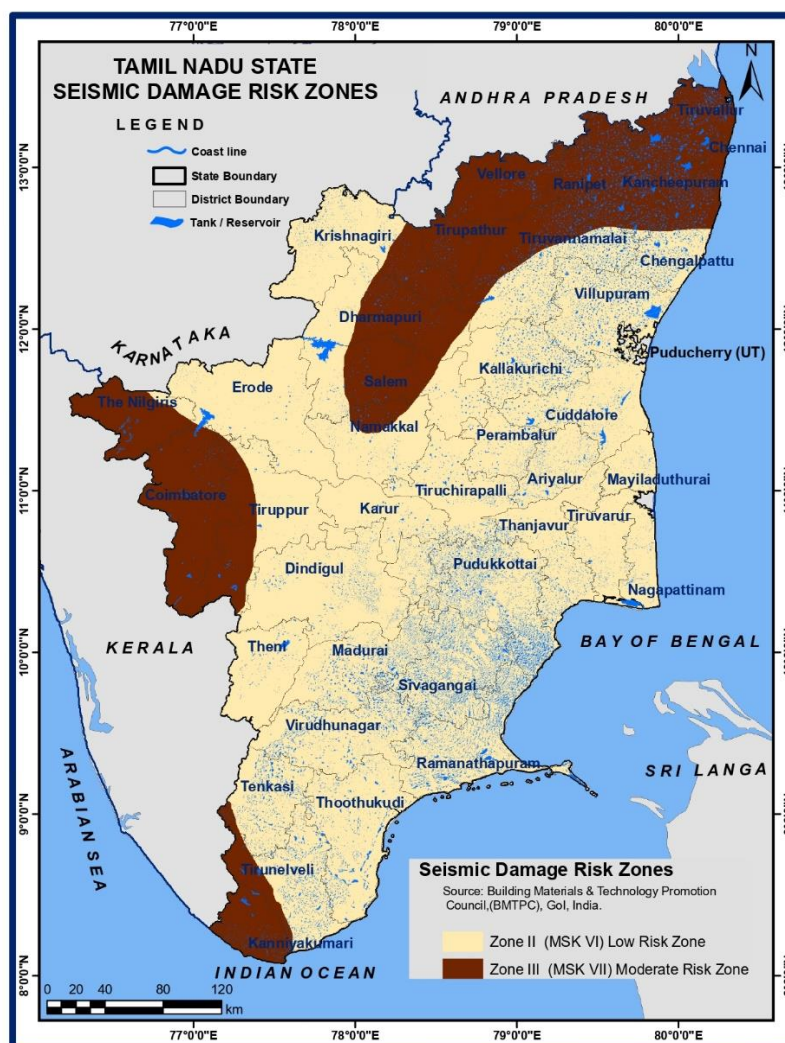 77°0'0"E 78°0'0"E 79°0'0"E 80°0'0"E
TAMIL NADU STATE
SEISMIC DAMAGE RISK ZONES
N
LEGEND
Coast line
State Boundary
District Boundary
Tank / Reservoir
ANDHRA PRADESH
Tiruvallur
Chennai
13°0'0"N
Vellore
Ranipet
Kancheepuram
Krishnagiri
Tirupathur
Tiruvannamalai
Chengalpattu
Villupuram
Dharmapuri
12°0'0"N
KARNATAKA
Puducherry (UT)
Kallakurichi
Salem
Erode
The Nilgiris
Namakkal
Cuddalore
Perambalur
11°0'0"N
Coimbatore
Tiruppur
Karur
Tiruchirapalli
Ariyalur
Mayiladuthurai
Thanjavur
Tiruvarur
Dindigul
Pudukkottai
Nagapattinam
10°0'0"N
KERALA
BAY OF BENGAL
Madurai
Sivagangai
Virudhunagar
Ramanathapuram
ARABIAN SEA
SRI LANGA
Tenkasi
Thoothukudi
9°0'0"N
Tirunelveli
Kanniyakumari
INDIAN OCEAN
8°0'0"N
Seismic Damage Risk Zones
Source: Building Materials & Technology Promotion
Council,(BMTPC), GoI, India.
Zone II (MSK VI) Low Risk Zone
Zone III (MSK VII) Moderate Risk Zone
0 20 40 80 120
km
77°0'0"E 78°0'0"E 79°0'0"E 80°0'0"E